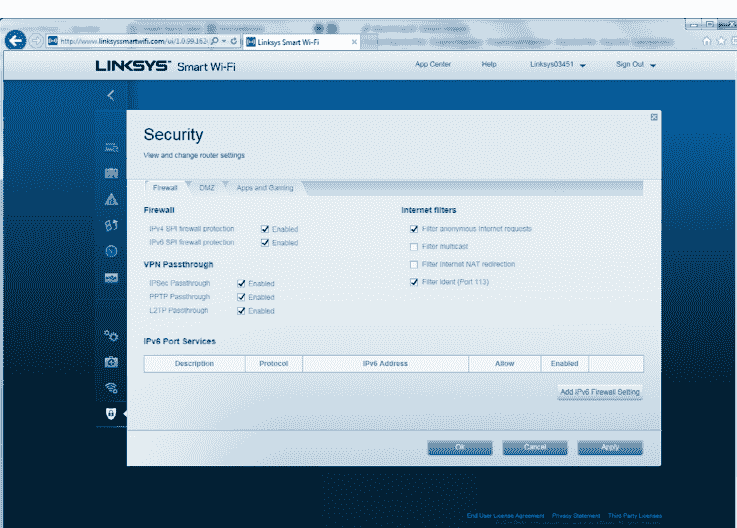 http://www.linksyssmartwifi.com/ui/1.0.99.162
Linksys Smart Wi-Fi
LINKSYS Smart Wi-Fi
App Center Help Linksys03451 Sign Out
Security
View and change router settings
Firewall DMZ Apps and Gaming
Firewall
IPv4 SPI firewall protection Enabled
IPv6 SPI firewall protection Enabled
VPN Passthrough
IPSec Passthrough Enabled
PPTP Passthrough Enabled
L2TP Passthrough Enabled
Internet filters
Filter anonymous Internet requests
Filter multicast
Filter Internet NAT redirection
Filter ident (Port 113)
IPv6 Port Services
Description Protocol IPv6 Address Allow Enabled
Add IPv6 Firewall Setting
Ok Cancel Apply
End User License Agreement Privacy Statement Third Party Licenses